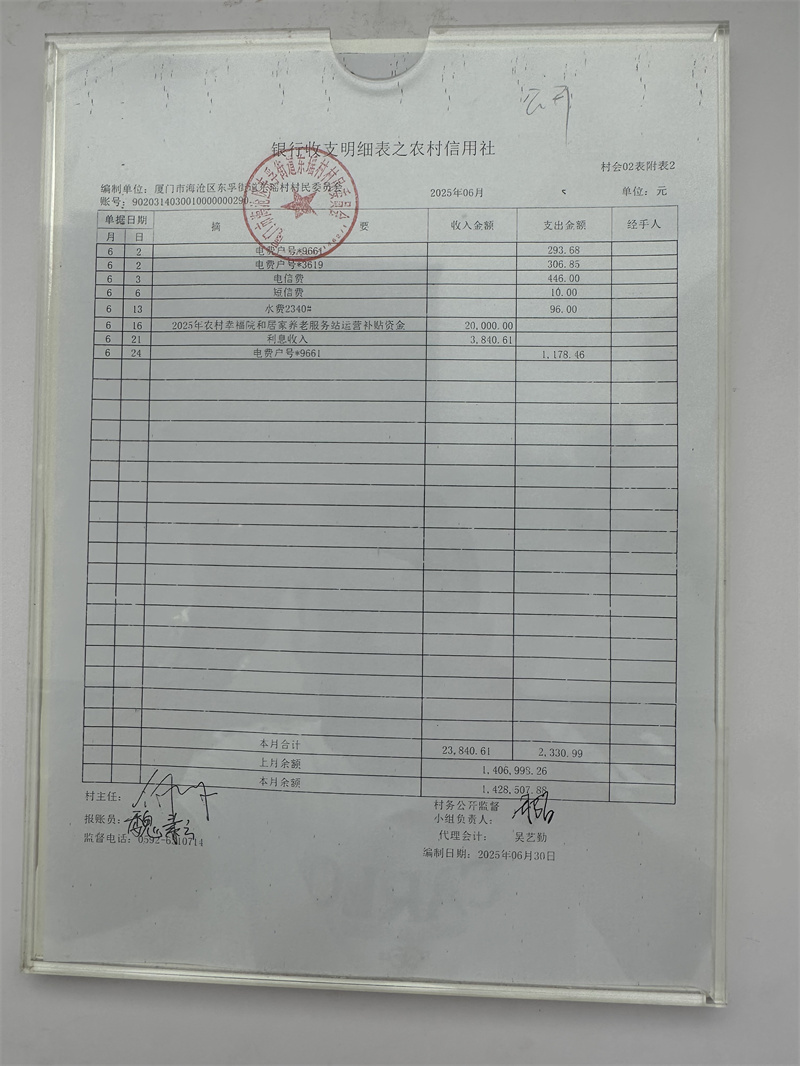 公开
银行收支明细表之农村信用社
村会02表附表2
编制单位：厦门市海沧区东孚街道东瑶村村民委员会 2025年06月 单位：元
账号：9020314030010000000290
单据日期 摘 要 收入金额 支出金额 经手人
月 日
6 2 电费户号*9661 293.68
6 2 电费户号*3619 306.85
6 3 电信费 446.00
6 6 短信费 10.00
6 13 水费2340# 96.00
6 16 2025年农村幸福院和居家养老服务站运营补贴资金 20,000.00
6 21 利息收入 3,840.61
6 24 电费户号*9661 1,178.46
本月合计 23,840.61 2,330.99
上月余额 1,406,998.26
本月余额 1,428,507.88
村主任：
村务公开监督
小组负责人：
报账员：魏素云
代理会计： 吴艺勤
监督电话：0592-6310714
编制日期：2025年06月30日